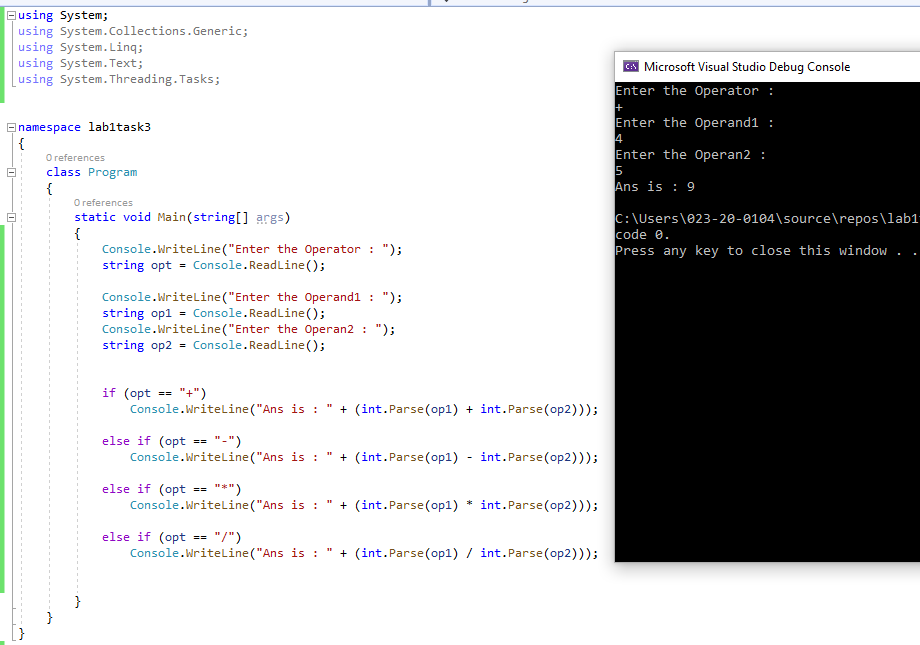 using System;
using System.Collections.Generic;
using System.Linq;
using System.Text;
using System.Threading.Tasks;
namespace lab1task3
{
0 references
class Program
{
0 references
static void Main(string[] args)
{
Console.WriteLine("Enter the Operator : ");
string opt = Console.ReadLine();
Console.WriteLine("Enter the Operand1 : ");
string op1 = Console.ReadLine();
Console.WriteLine("Enter the Operan2 : ");
string op2 = Console.ReadLine();
if (opt == "+")
Console.WriteLine("Ans is : " + (int.Parse(op1) + int.Parse(op2)));
else if (opt == "-")
Console.WriteLine("Ans is : " + (int.Parse(op1) - int.Parse(op2)));
else if (opt == "*")
Console.WriteLine("Ans is : " + (int.Parse(op1) * int.Parse(op2)));
else if (opt == "/")
Console.WriteLine("Ans is : " + (int.Parse(op1) / int.Parse(op2)));
}
}
}
Microsoft Visual Studio Debug Console
Enter the Operator :
+
Enter the Operand1 :
4
Enter the Operan2 :
5
Ans is : 9
C:\Users\023-20-0104\source\repos\lab1
code 0.
Press any key to close this window . .